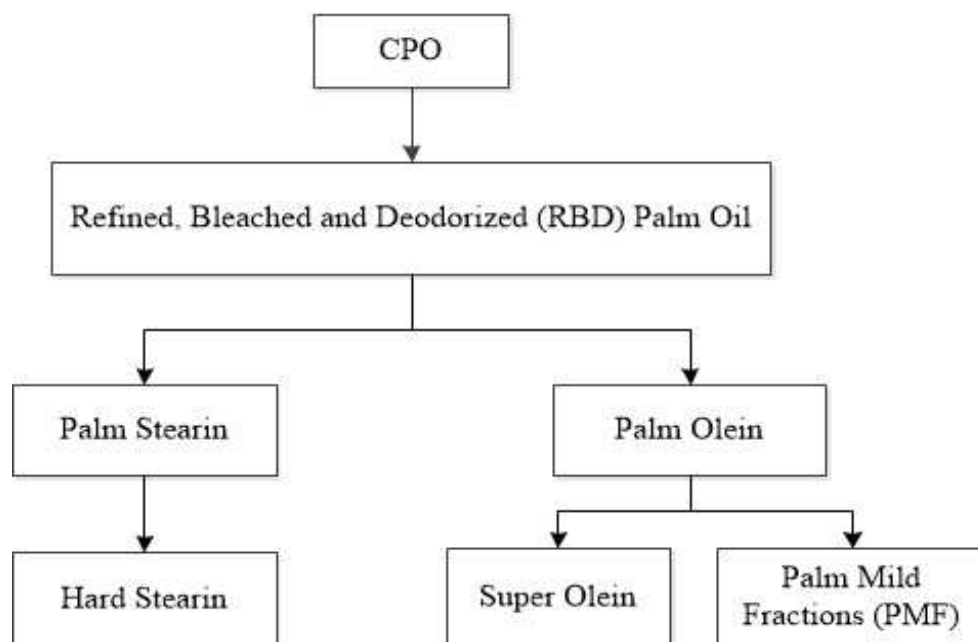 CPO
Refined, Bleached and Deodorized (RBD) Palm Oil
Palm Stearin
Palm Olein
Hard Stearin
Super Olein
Palm Mild
Fractions (PMF)